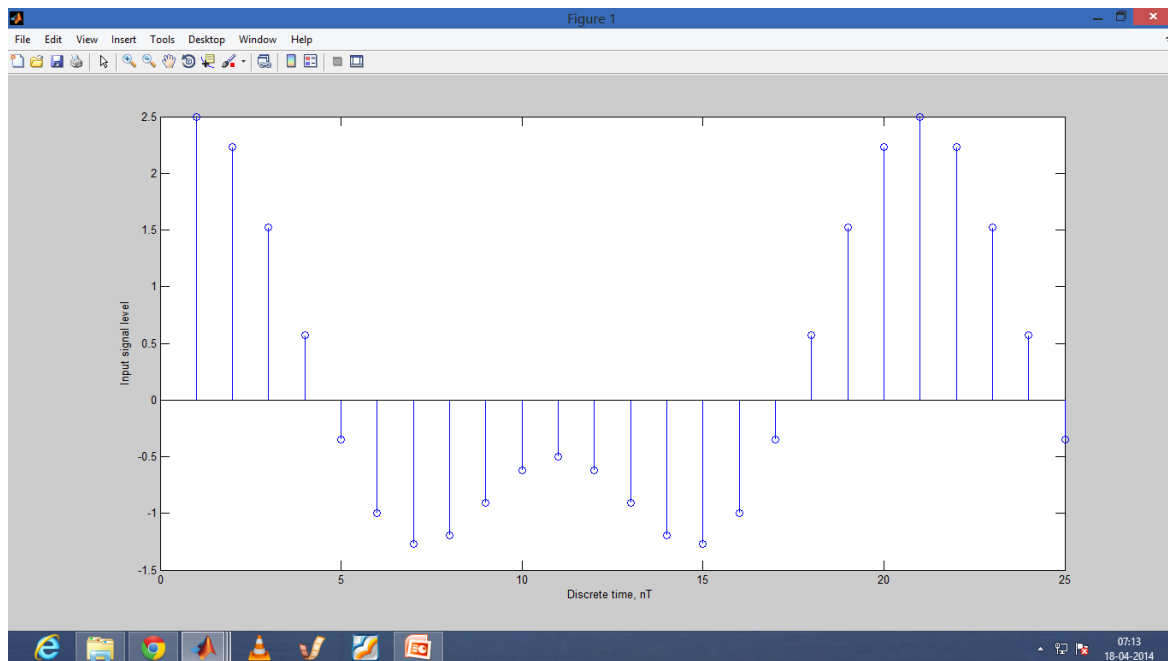 Figure 1
File Edit View Insert Tools Desktop Window Help
2.5
2
1.5
1
0.5
0
-0.5
-1
-1.5
Input signal level
0 5 10 15 20 25
Discrete time, nT
07:13
18-04-2014